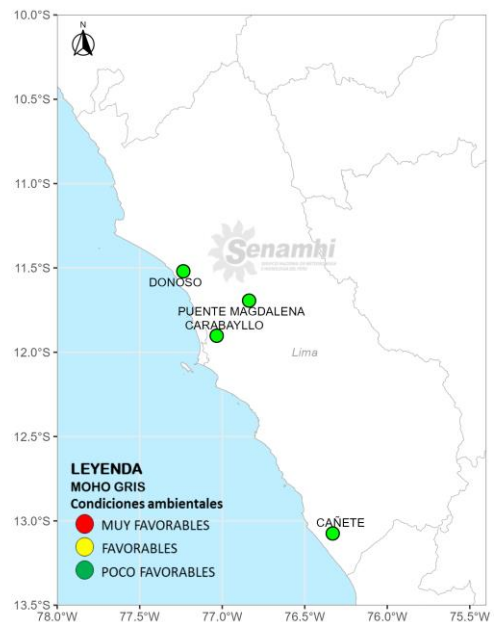 10.0°S
N
10.5°S
11.0°S
11.5°S
Senamhi
DONOSO
PUENTE MAGDALENA
CARABAYLLO
12.0°S
Lima
12.5°S
LEYENDA
MOHO GRIS
Condiciones ambientales
MUY FAVORABLES
FAVORABLES
POCO FAVORABLES
13.0°S
CAÑETE
13.5°S
78.0°W 77.5°W 77.0°W 76.5°W 76.0°W 75.5°W